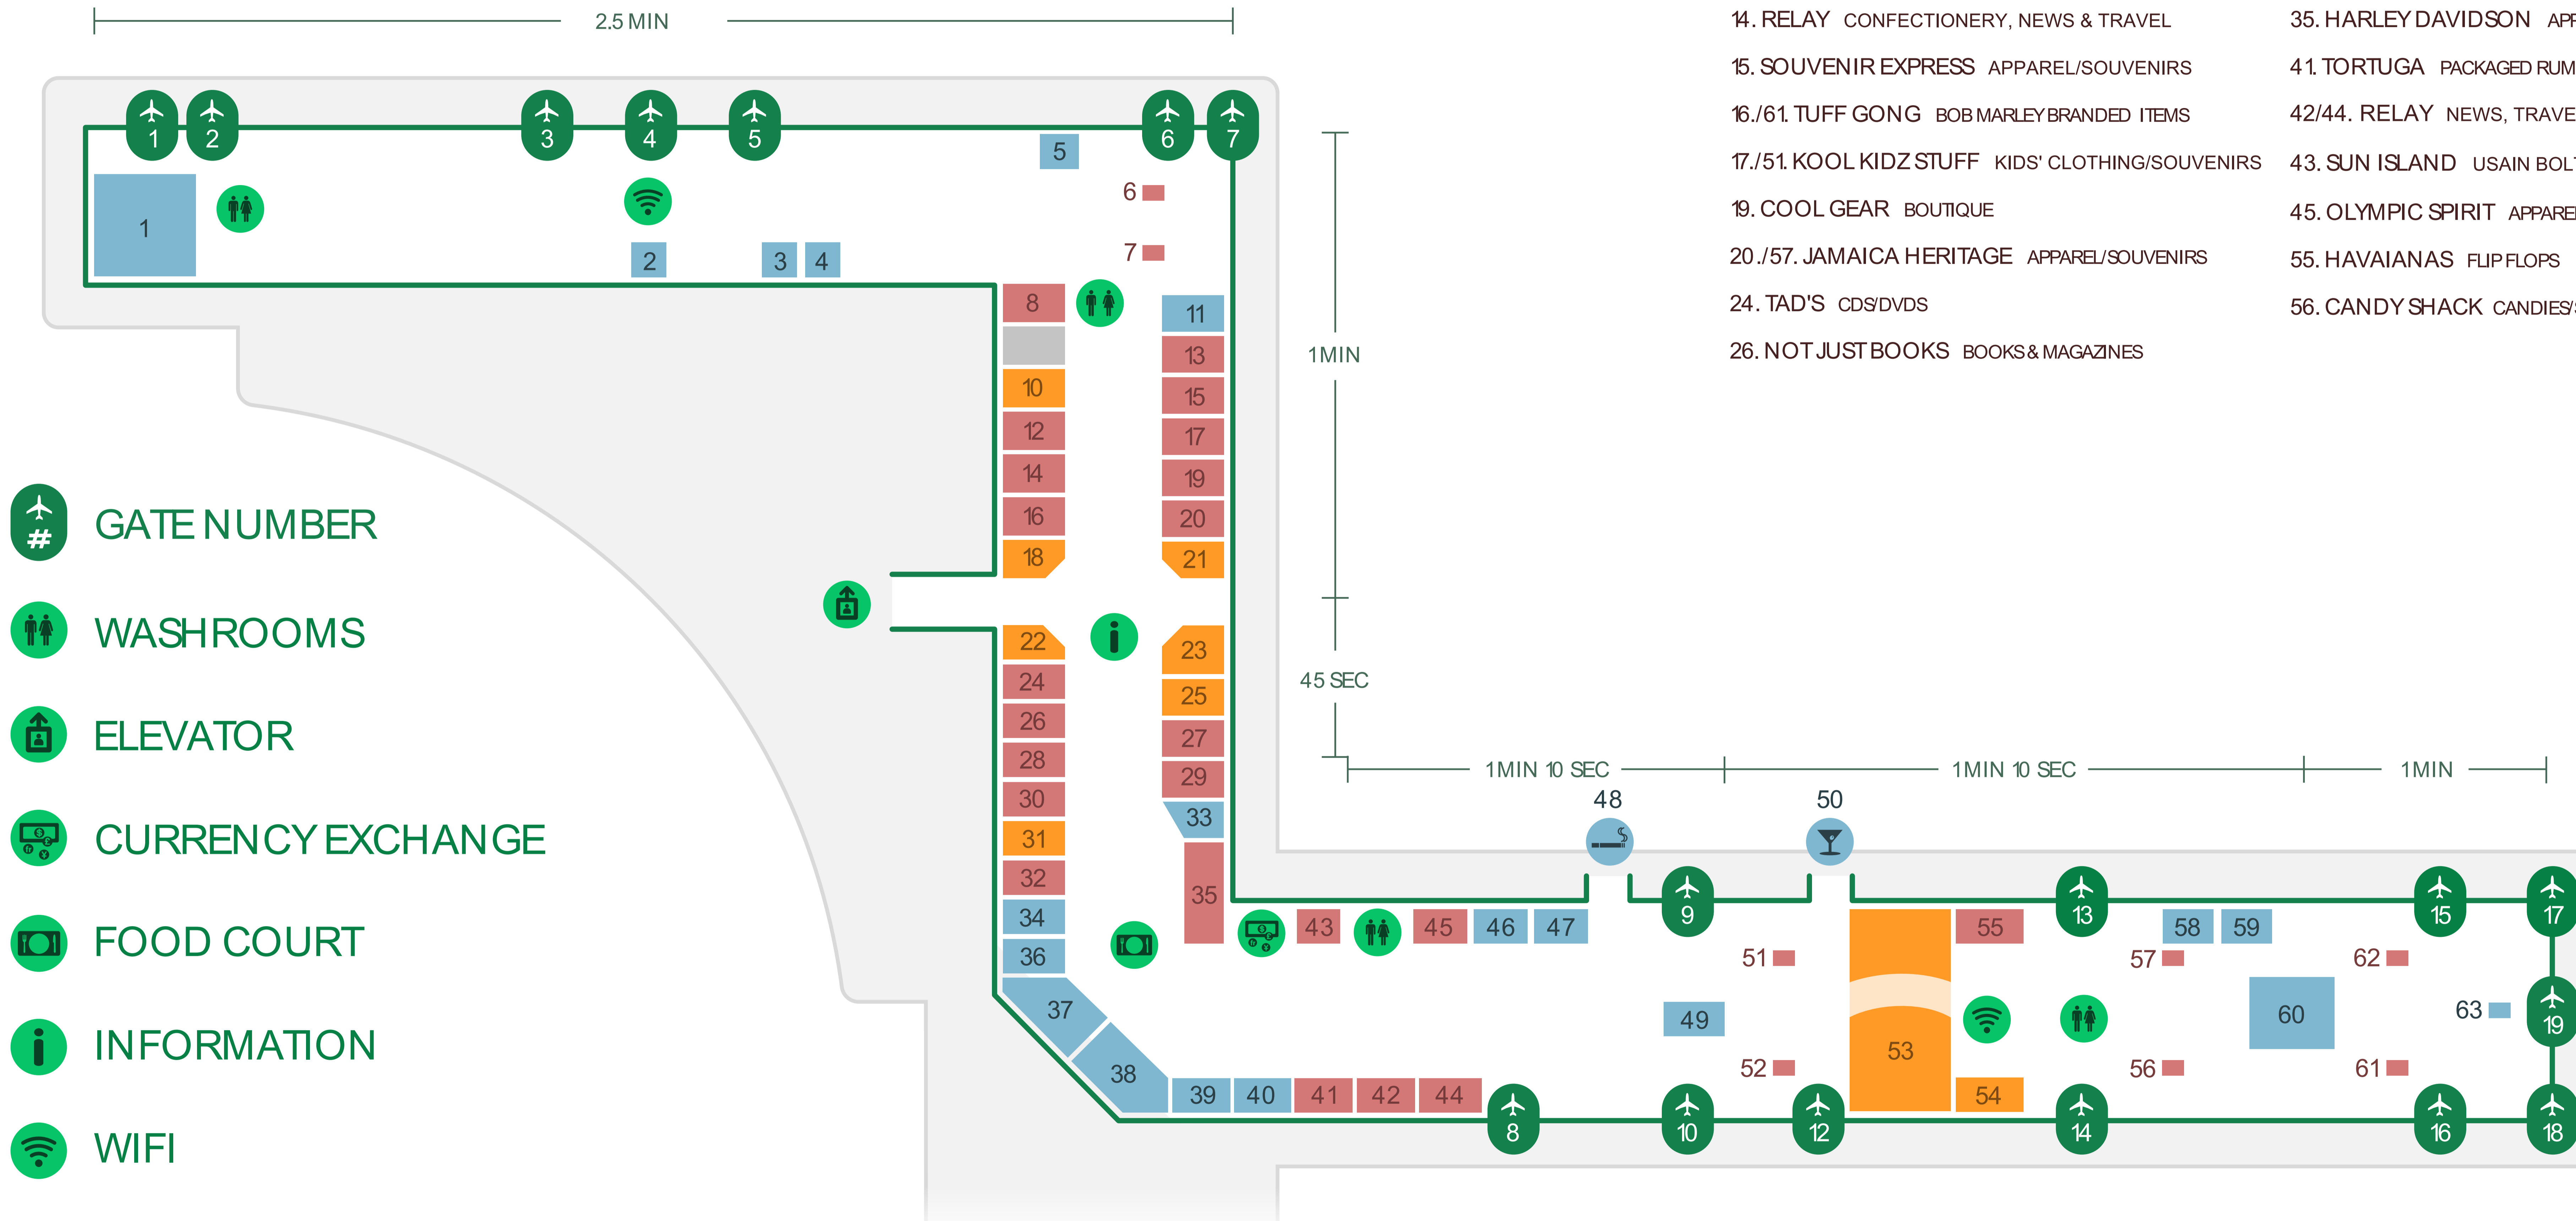 2.5 MIN
14. RELAY CONFECTIONERY, NEWS & TRAVEL
15. SOUVENIR EXPRESS APPAREL/SOUVENIRS
16./61. TUFF GONG BOB MARLEY BRANDED ITEMS
17./51. KOOL KIDZ STUFF KIDS' CLOTHING/SOUVENIRS
19. COOL GEAR BOUTIQUE
20./57. JAMAICA HERITAGE APPAREL/SOUVENIRS
24. TAD'S CDS/DVDS
26. NOT JUST BOOKS BOOKS & MAGAZINES
35. HARLEY DAVIDSON
41. TORTUGA PACKAGED RUM
42/44. RELAY NEWS, TRAVE
43. SUN ISLAND USAIN BOL
45. OLYMPIC SPIRIT APPARE
55. HAVAIANAS FLIP FLOPS
56. CANDY SHACK CANDIES/
1 2 3 4 5 6 7
5
6
1
7
2 3 4
8 11
13
10
12 15
14 17
16 19
20
18 21
1 MIN
22 23
24 25
26 27
28 29
30
31 33
32 35
34
36
37
38
45 SEC
1 MIN 10 SEC 1 MIN 10 SEC 1 MIN
48 50
9 13 15 17
43 45 46 47 55 58 59
51 57 62
49 60 63 19
53
52 56 61
39 40 41 42 44 54
8 10 12 14 16 18
# GATE NUMBER
WASHROOMS
ELEVATOR
CURRENCY EXCHANGE
FOOD COURT
INFORMATION
WIFI